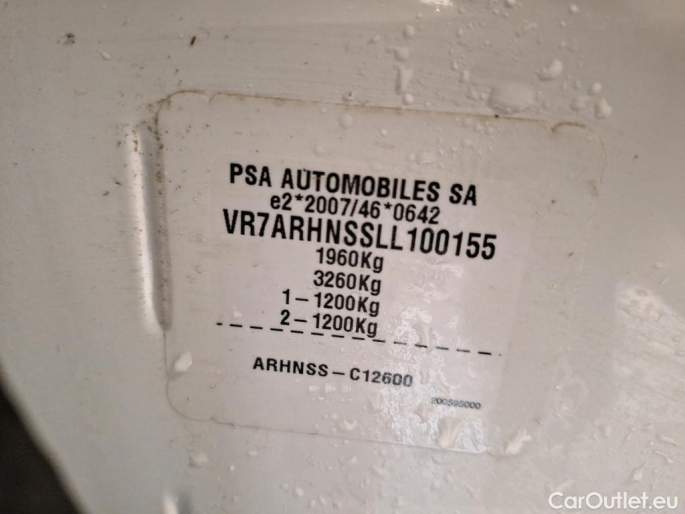 PSA AUTOMOBILES SA
e2*2007/46*0642
VR7ARHNSSLL100155
1960Kg
3260Kg
1-1200Kg
2-1200Kg
ARHNSS-C12600
CarOutlet.eu